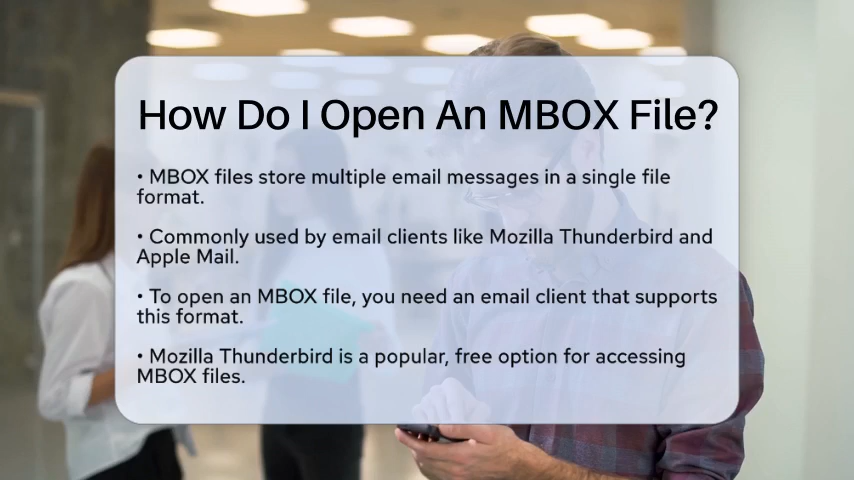 How Do I Open An MBOX File?
• MBOX files store multiple email messages in a single file
format.
• Commonly used by email clients like Mozilla Thunderbird and
Apple Mail.
• To open an MBOX file, you need an email client that supports
this format.
• Mozilla Thunderbird is a popular, free option for accessing
MBOX files.